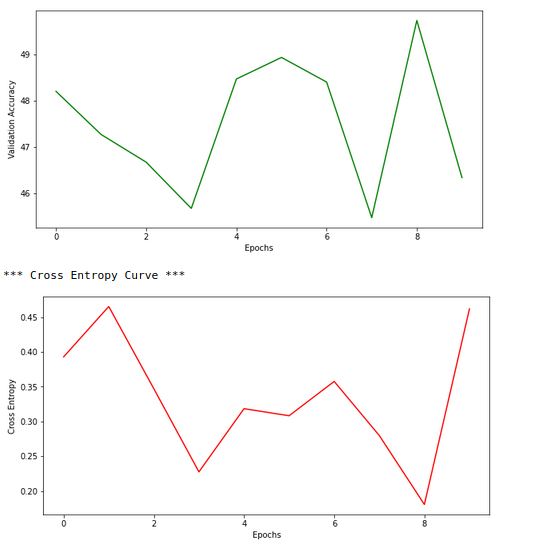 49
48
47
46
Validation Accuracy
0 2 4 6 8
Epochs
*** Cross Entropy Curve ***
0.45
0.40
0.35
0.30
0.25
0.20
Cross Entropy
0 2 4 6 8
Epochs